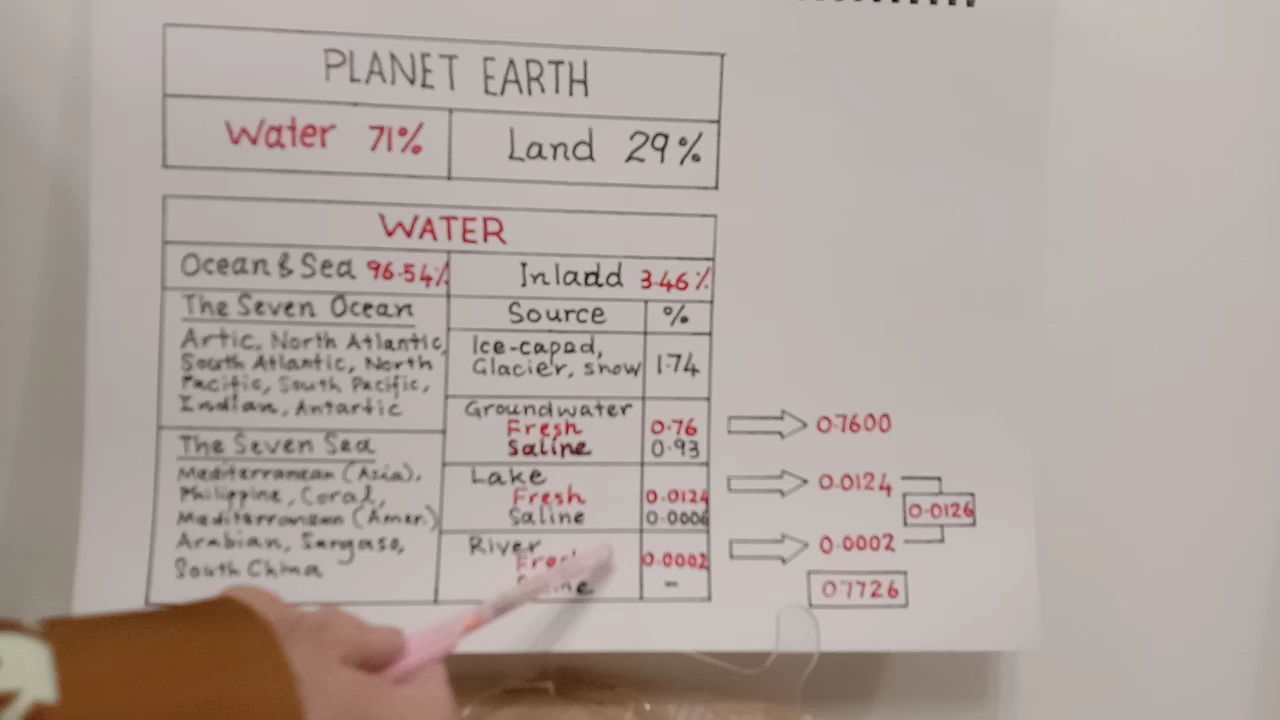 PLANET EARTH
Water 71%
Land 29%
WATER
Ocean & Sea 96.54%
Inladd 3.46%
The Seven Ocean
Artic, North Atlantic,
South Atlantic, North
Pacific, South Pacific,
Indian, Antartic
The Seven Sea
Mediterranean (Asia),
Philippine, Coral,
Mediterranean (Amer.)
Arabian, Sargaso,
South China
Source %
Ice-capad,
Glacier, snow 1.74
Groundwater
Fresh 0.76
Saline 0.93
Lake
Fresh 0.0124
Saline 0.0006
River
0.0002
-
0.7600
0.0124
0.0126
0.0002
0.7726